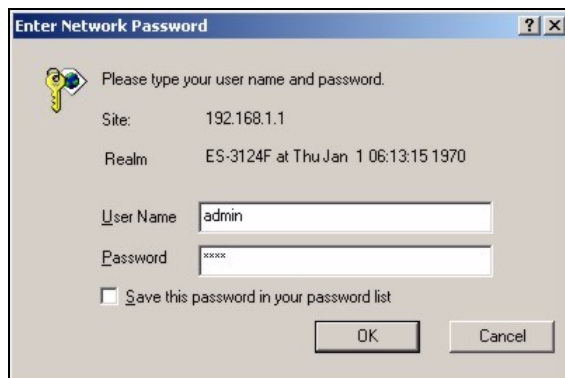 Enter Network Password
Please type your user name and password.
Site: 192.168.1.1
Realm ES-3124F at Thu Jan 1 06:13:15 1970
User Name admin
Password xxxx
Save this password in your password list
OK Cancel